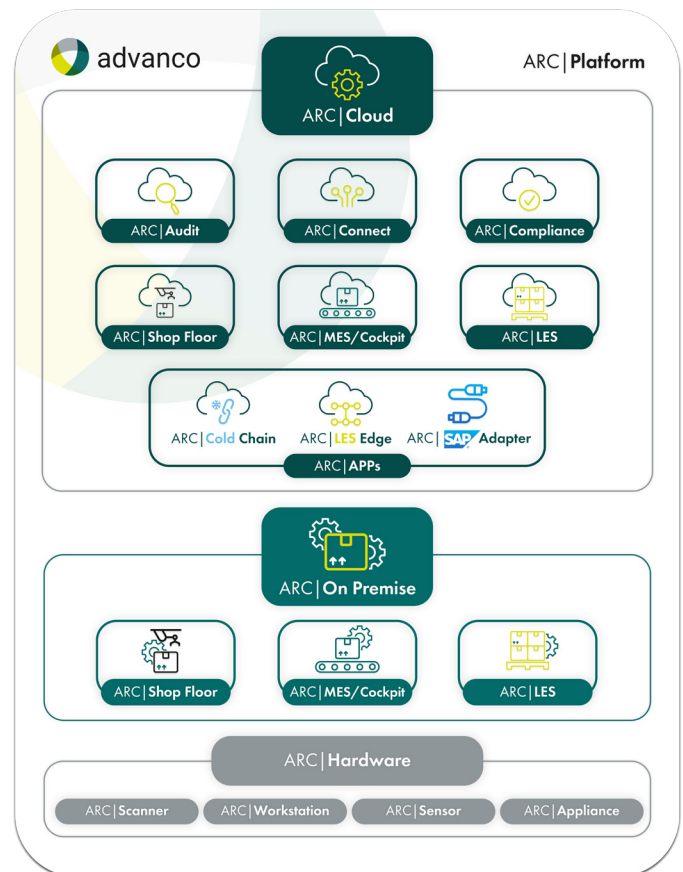 advanco
ARC|Platform
ARC|Cloud
ARC|Audit
ARC|Connect
ARC|Compliance
ARC|Shop Floor
ARC|MES/Cockpit
ARC|LES
ARC|Cold Chain
ARC|LES Edge
ARC|SAP Adapter
ARC|APPs
ARC|On Premise
ARC|Shop Floor
ARC|MES/Cockpit
ARC|LES
ARC|Hardware
ARC|Scanner
ARC|Workstation
ARC|Sensor
ARC|Appliance